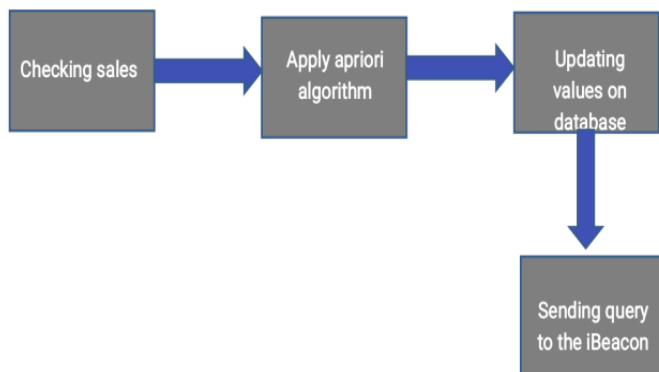 Checking sales
Apply apriori
algorithm
Updating
values on
database
Sending query
to the iBeacon